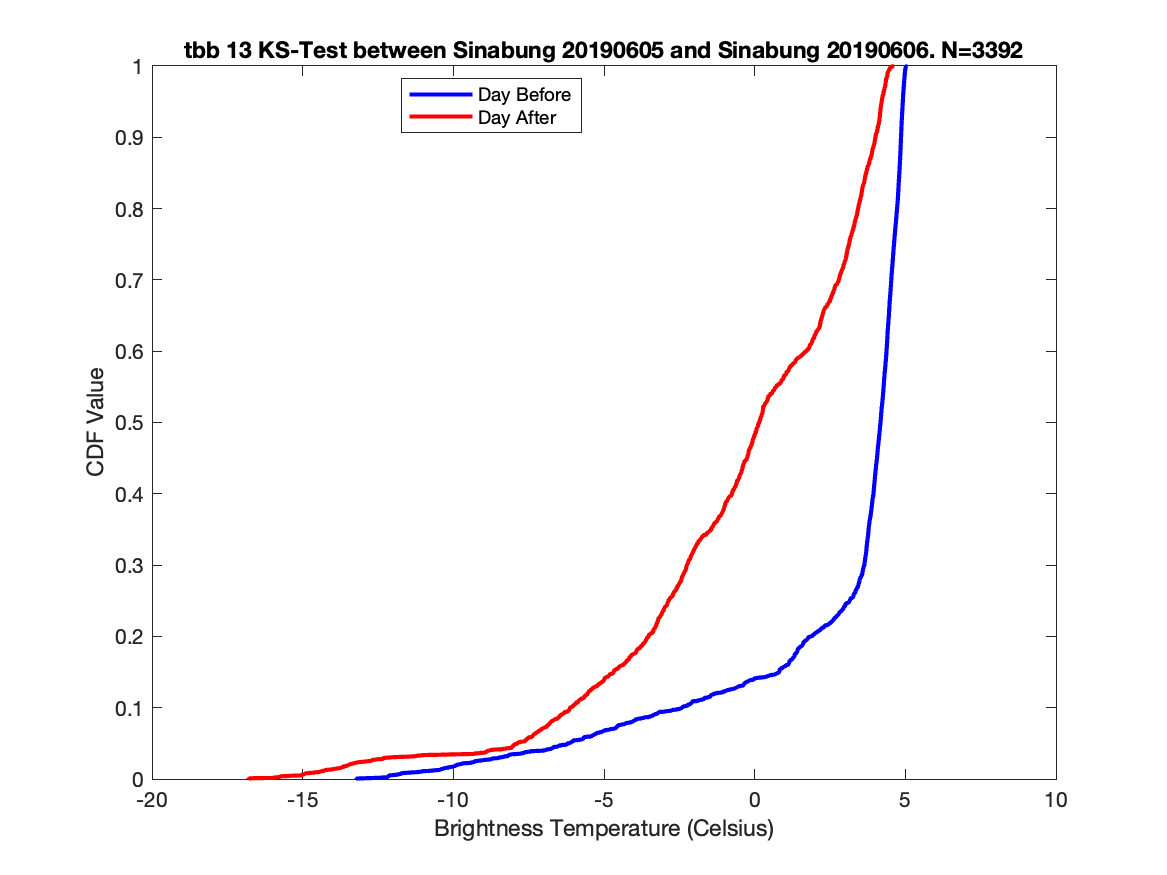 tbb 13 KS-Test between Sinabung 20190605 and Sinabung 20190606. N=3392
Day Before
Day After
1
0.9
0.8
0.7
0.6
0.5
0.4
0.3
0.2
0.1
0
CDF Value
-20 -15 -10 -5 0 5 10
Brightness Temperature (Celsius)